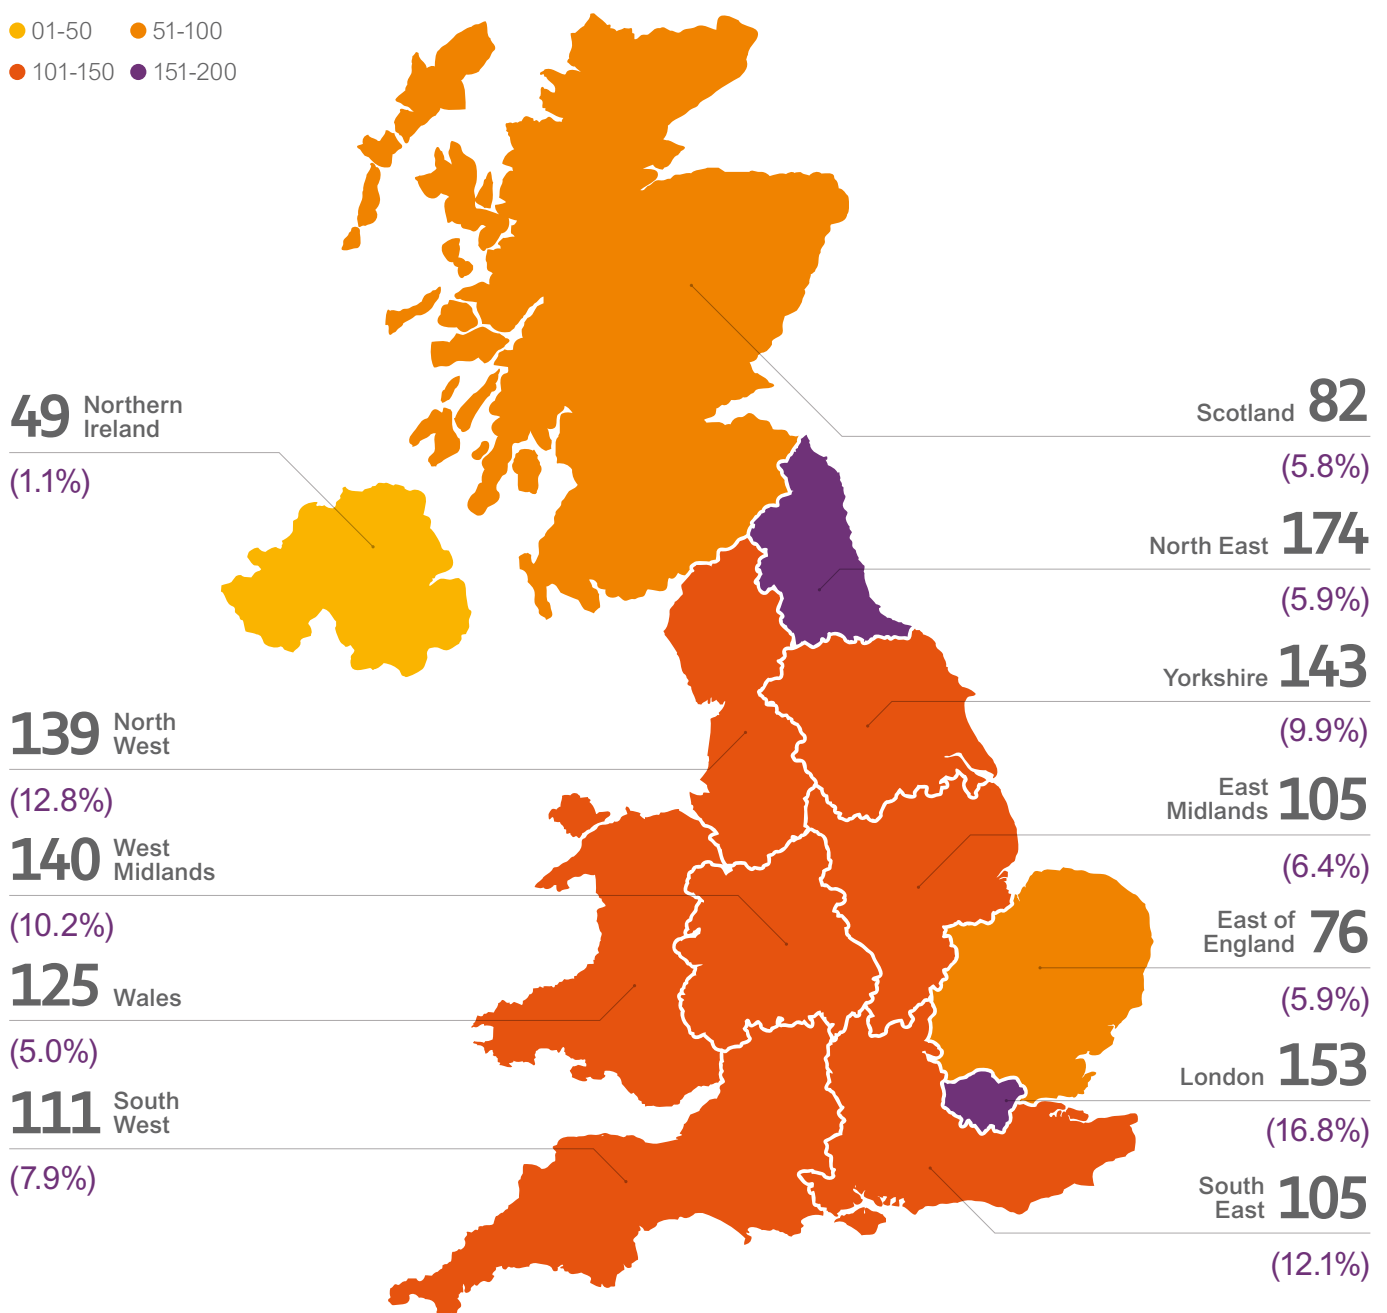 01-50 51-100
101-150 151-200
49 Northern
Ireland
(1.1%)
139 North
West
(12.8%)
140 West
Midlands
(10.2%)
125 Wales
(5.0%)
111 South
West
(7.9%)
Scotland 82
(5.8%)
North East 174
(5.9%)
Yorkshire 143
(9.9%)
East
Midlands 105
(6.4%)
East of
England 76
(5.9%)
London 153
(16.8%)
South
East 105
(12.1%)